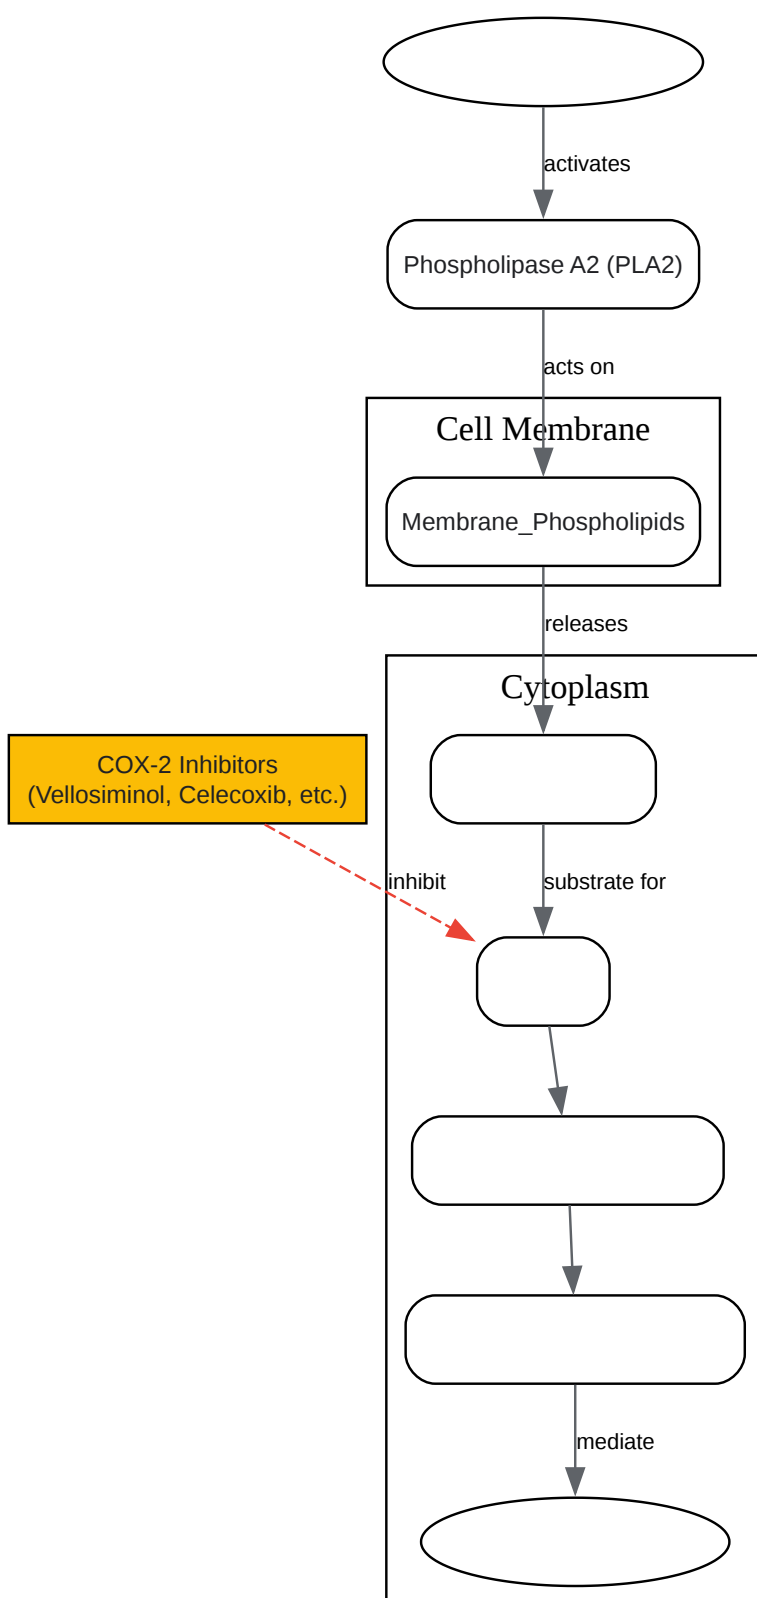 activates
Phospholipase A2 (PLA2)
acts on
Cell Membrane
Membrane_Phospholipids
releases
Cytoplasm
COX-2 Inhibitors
(Vellosiminol, Celecoxib, etc.)
inhibit
substrate for
mediate